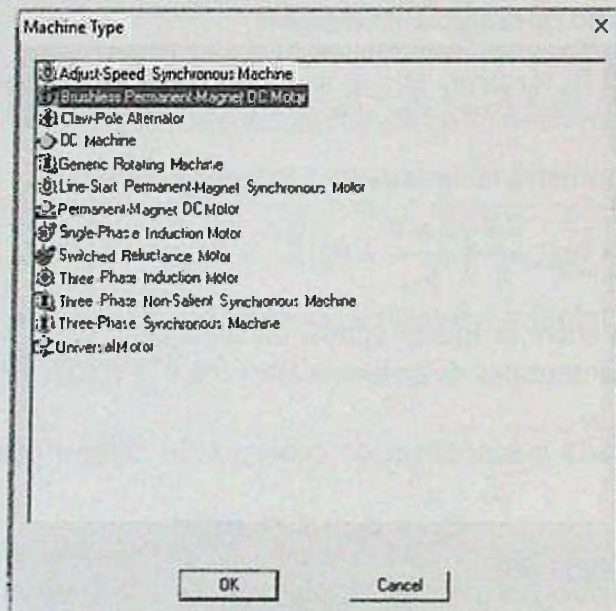 Machine Type
Adjust-Speed Synchronous Machine
Brushless Permanent-Magnet DC Motor
Claw-Pole Alternator
DC Machine
Generic Rotating Machine
Line-Start Permanent-Magnet Synchronous Motor
Permanent-Magnet DC Motor
Single-Phase Induction Motor
Switched Reluctance Motor
Three Phase Induction Motor
Three Phase Non-Salient Synchronous Machine
Three-Phase Synchronous Machine
Universal Motor
OK
Cancel